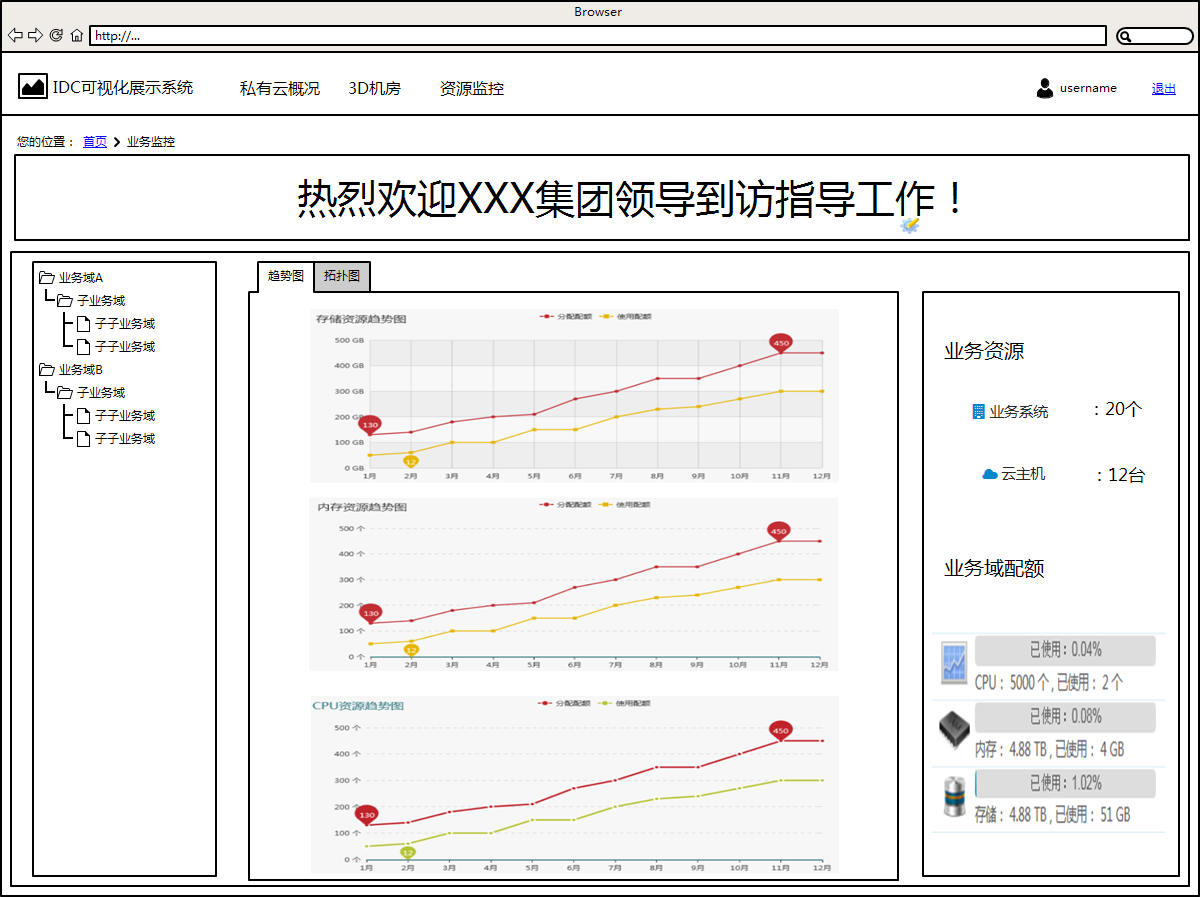 Browser
http://...
IDC可视化展示系统 私有云概况 3D机房 资源监控 username 退出
您的位置： 首页 业务监控
热烈欢迎XXX集团领导到访指导工作！
业务域A
子业务域
子子业务域
子子业务域
业务域B
子业务域
子子业务域
子子业务域
趋势图 拓扑图
存储资源趋势图 分配配额 使用配额
500 GB
400 GB
300 GB
200 GB
100 GB
0 GB
450
130
12
1月 2月 3月 4月 5月 6月 7月 8月 9月 10月 11月 12月
内存资源趋势图 分配配额 使用配额
500 个
400 个
300 个
200 个
100 个
0 个
450
130
12
1月 2月 3月 4月 5月 6月 7月 8月 9月 10月 11月 12月
CPU资源趋势图 分配配额 使用配额
500 个
400 个
300 个
200 个
100 个
0 个
450
130
12
1月 2月 3月 4月 5月 6月 7月 8月 9月 10月 11月 12月
业务资源
业务系统 ：20个
云主机 ：12台
业务域配额
已使用：0.04%
CPU：5000 个 , 已使用：2 个
已使用：0.08%
内存：4.88 TB , 已使用：4 GB
已使用：1.02%
存储：4.88 TB , 已使用：51 GB